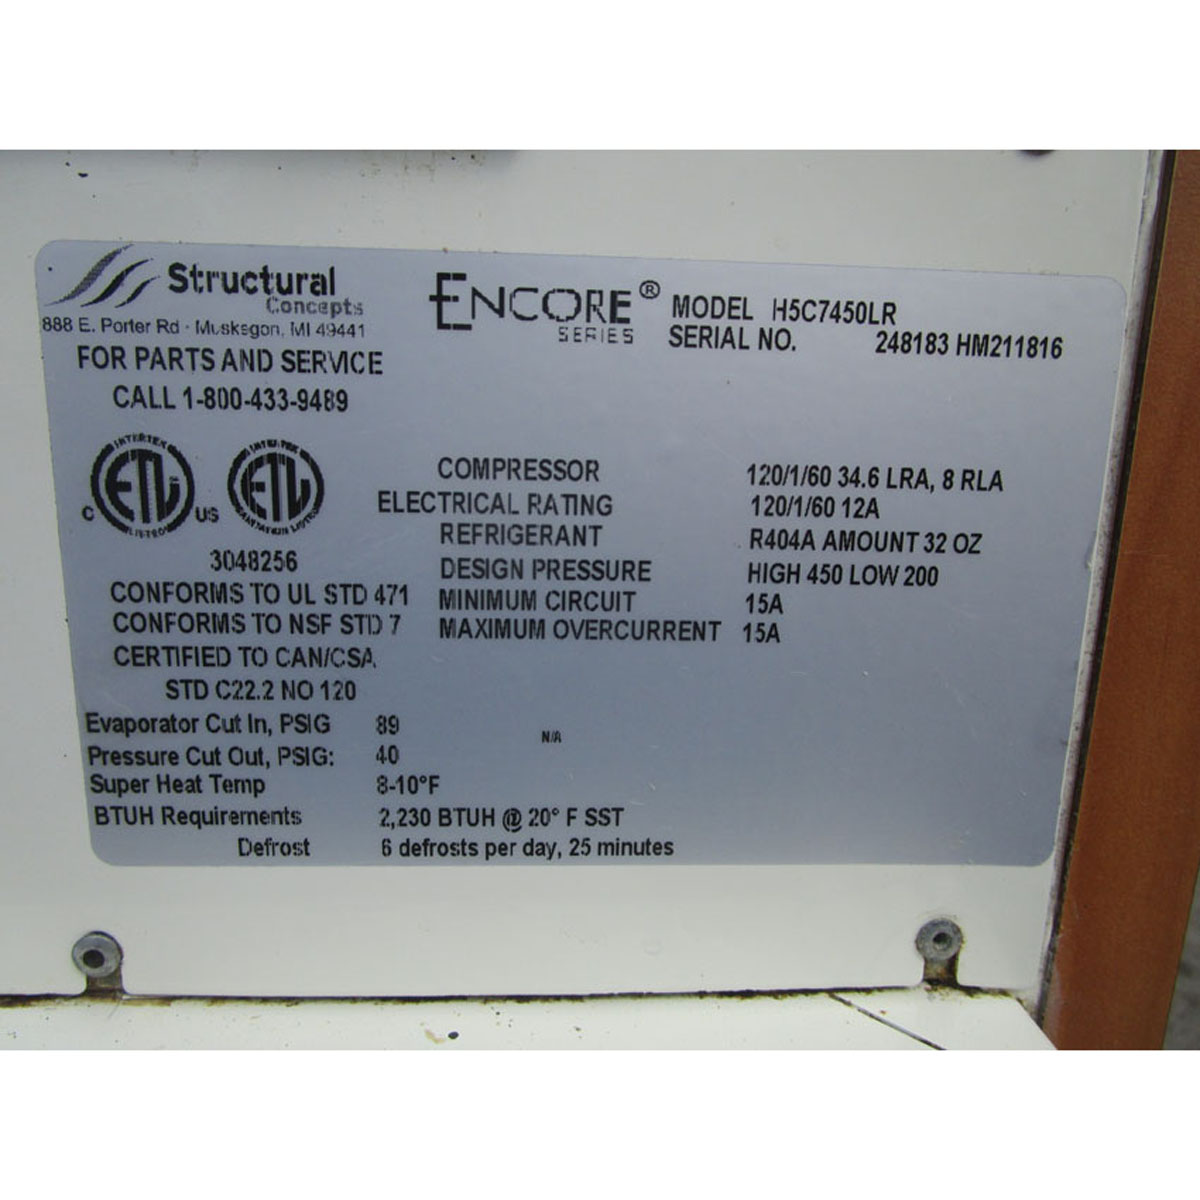 Structural
Concepts
888 E. Porter Rd · Muskegon, MI 49441
FOR PARTS AND SERVICE
CALL 1-800-433-9489
ENCORE®
SERIES
MODEL H5C7450LR
SERIAL NO. 248183 HM211816
INTERTEK
ETL
LISTED
C US
ETL
SANITATION LISTED
3048256
CONFORMS TO UL STD 471
CONFORMS TO NSF STD 7
CERTIFIED TO CAN/CSA
STD C22.2 NO 120
COMPRESSOR 120/1/60 34.6 LRA, 8 RLA
ELECTRICAL RATING 120/1/60 12A
REFRIGERANT R404A AMOUNT 32 OZ
DESIGN PRESSURE HIGH 450 LOW 200
MINIMUM CIRCUIT 15A
MAXIMUM OVERCURRENT 15A
Evaporator Cut In, PSIG 89
N/A
Pressure Cut Out, PSIG: 40
Super Heat Temp 8-10°F
BTUH Requirements 2,230 BTUH @ 20° F SST
Defrost 6 defrosts per day, 25 minutes